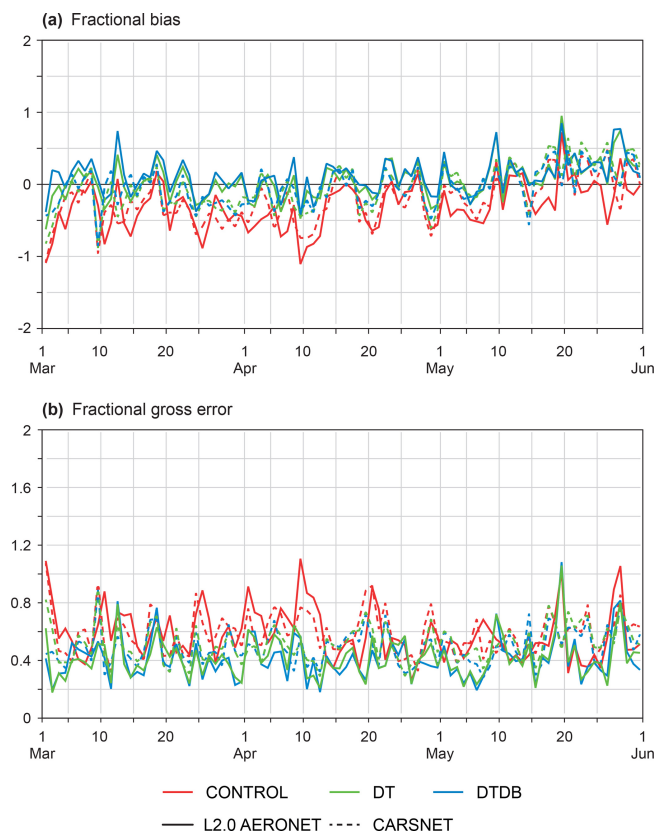 (a) Fractional bias
2
1
0
-1
-2
1 10 20 1 10 20 1 10 20 1
Mar Apr May Jun
(b) Fractional gross error
2
1.6
1.2
0.8
0.4
0
1 10 20 1 10 20 1 10 20 1
Mar Apr May Jun
CONTROL DT DTDB
L2.0 AERONET CARSNET